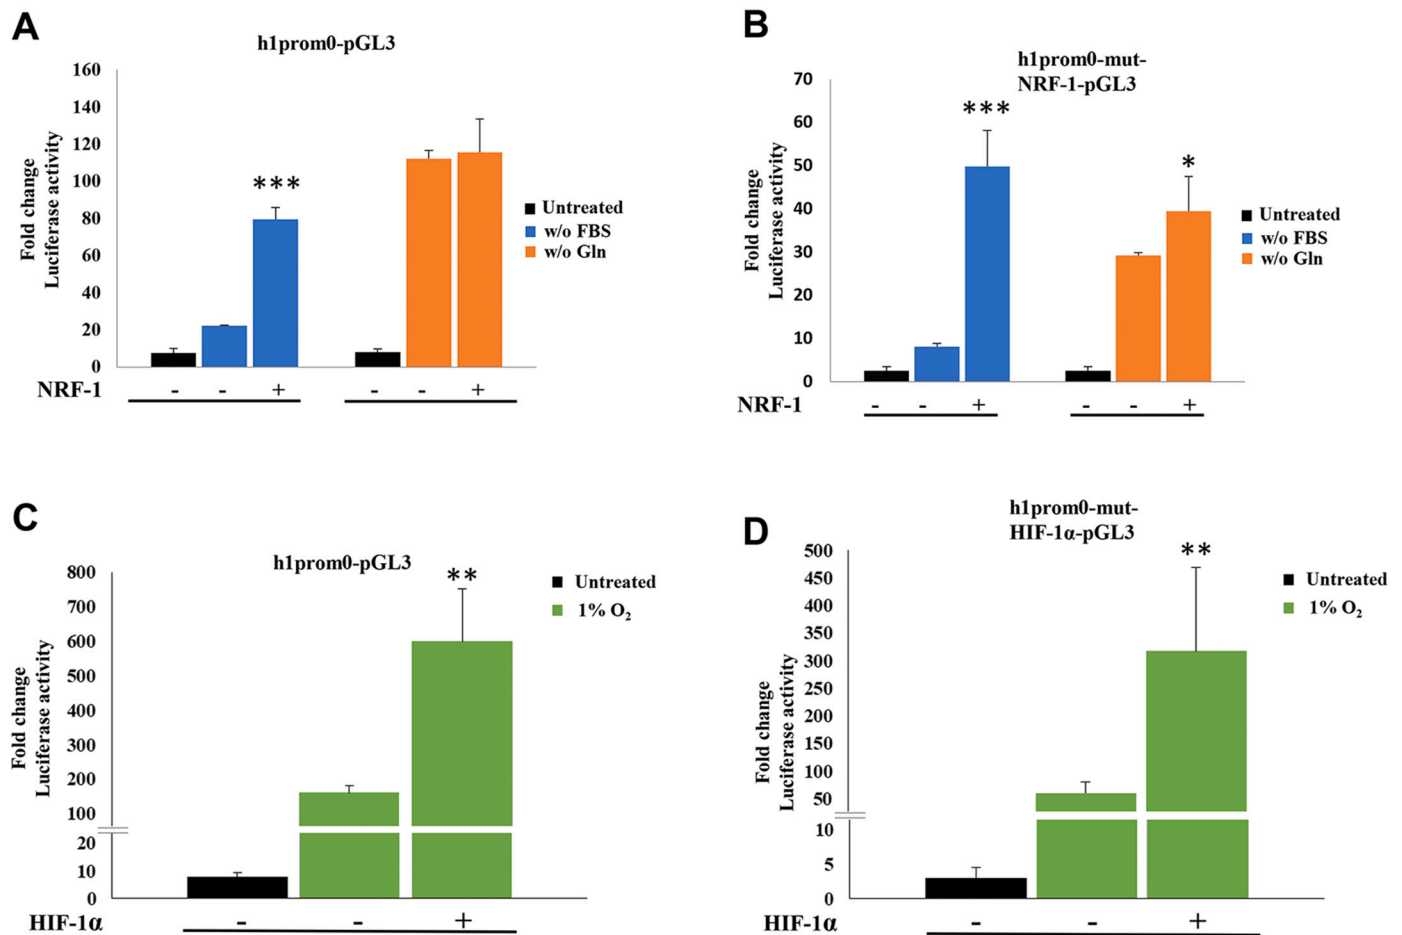 A
h1prom0-pGL3
160
140
120
100
80
60
40
20
0
Fold change
Luciferase activity
***
Untreated
w/o FBS
w/o Gln
NRF-1 - - + - - +
B
h1prom0-mut-
NRF-1-pGL3
70
60
50
40
30
20
10
0
Fold change
Luciferase activity
***
*
Untreated
w/o FBS
w/o Gln
NRF-1 - - + - - +
C
h1prom0-pGL3
800
700
600
500
400
300
200
100
20
10
0
Fold change
Luciferase activity
**
Untreated
1% O₂
HIF-1α - - +
D
h1prom0-mut-
HIF-1α-pGL3
500
450
400
350
300
250
200
150
100
50
10
5
0
Fold change
Luciferase activity
**
Untreated
1% O₂
HIF-1α - - +